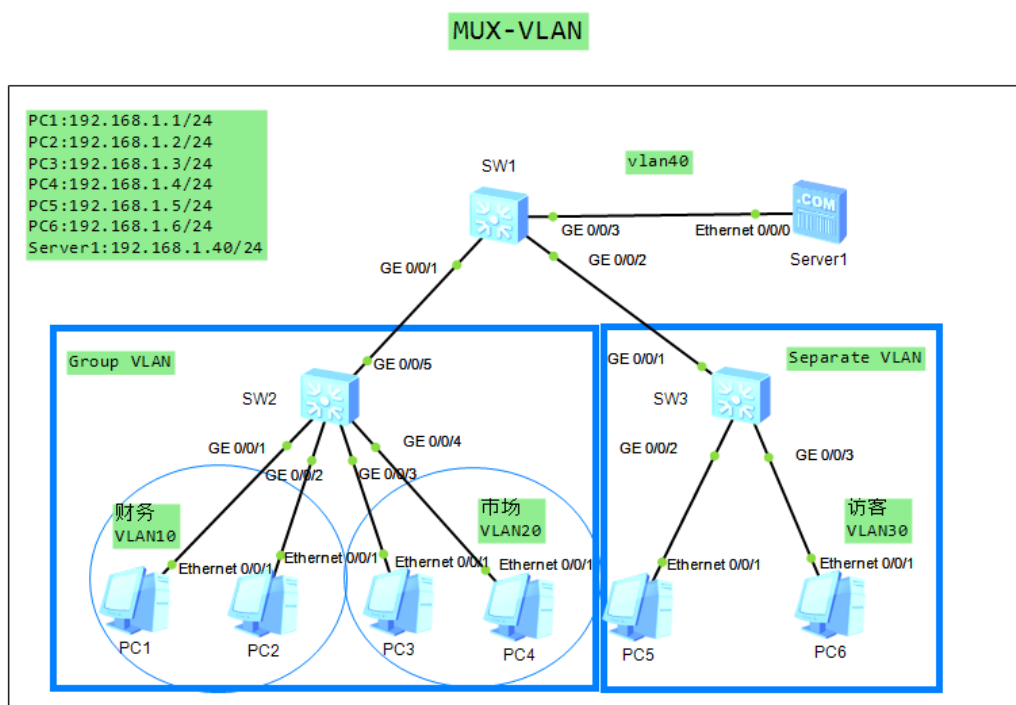 MUX-VLAN
PC1:192.168.1.1/24
PC2:192.168.1.2/24
PC3:192.168.1.3/24
PC4:192.168.1.4/24
PC5:192.168.1.5/24
PC6:192.168.1.6/24
Server1:192.168.1.40/24
SW1
vlan40
.COM
GE 0/0/3
Ethernet 0/0/0
Server1
GE 0/0/1
GE 0/0/2
Group VLAN
GE 0/0/5
SW2
GE 0/0/1
GE 0/0/2
GE 0/0/3
GE 0/0/4
财务
VLAN10
市场
VLAN20
Ethernet 0/0/1
Ethernet 0/0/1
Ethernet 0/0/1
Ethernet 0/0/1
PC1
PC2
PC3
PC4
GE 0/0/1
Separate VLAN
SW3
GE 0/0/2
GE 0/0/3
访客
VLAN30
Ethernet 0/0/1
Ethernet 0/0/1
PC5
PC6